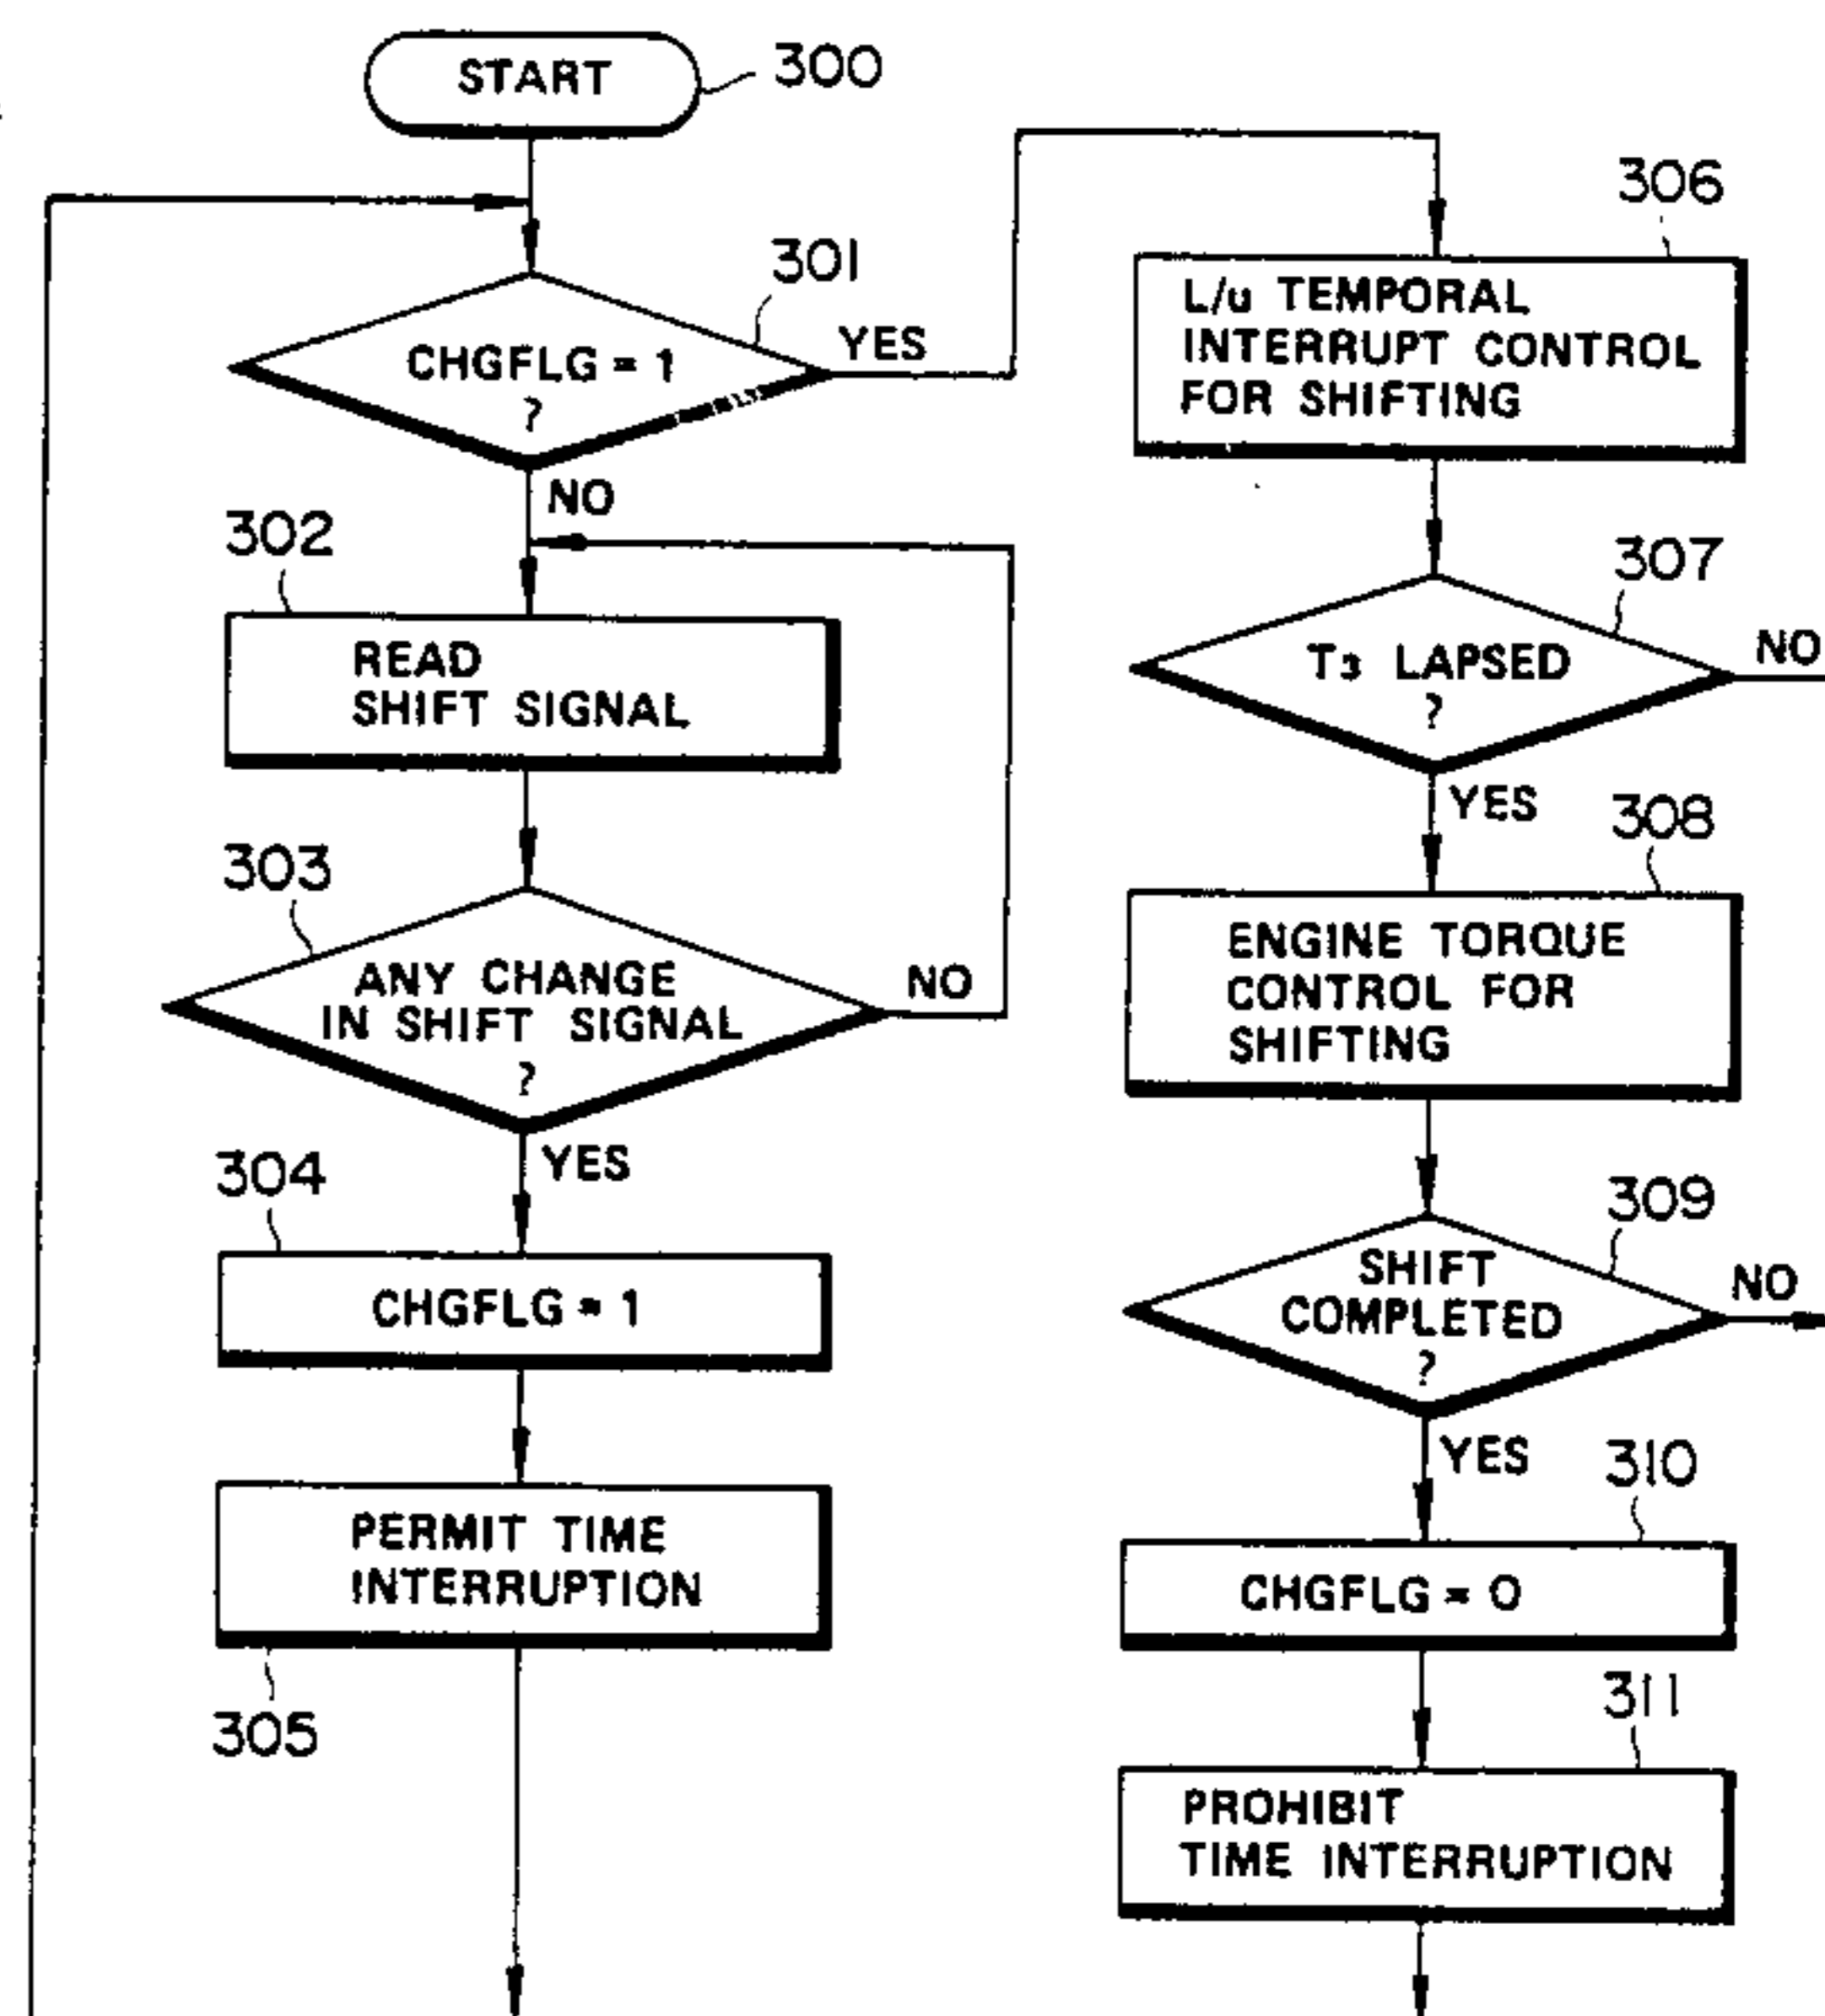 START
300
301
CHGFLG = 1
?
YES
NO
302
READ
SHIFT SIGNAL
303
ANY CHANGE
IN SHIFT SIGNAL
?
NO
YES
304
CHGFLG = 1
PERMIT TIME
INTERRUPTION
305
306
L/u TEMPORAL
INTERRUPT CONTROL
FOR SHIFTING
307
T3 LAPSED
?
NO
YES
308
ENGINE TORQUE
CONTROL FOR
SHIFTING
309
SHIFT
COMPLETED
?
NO
YES
310
CHGFLG = 0
311
PROHIBIT
TIME INTERRUPTION